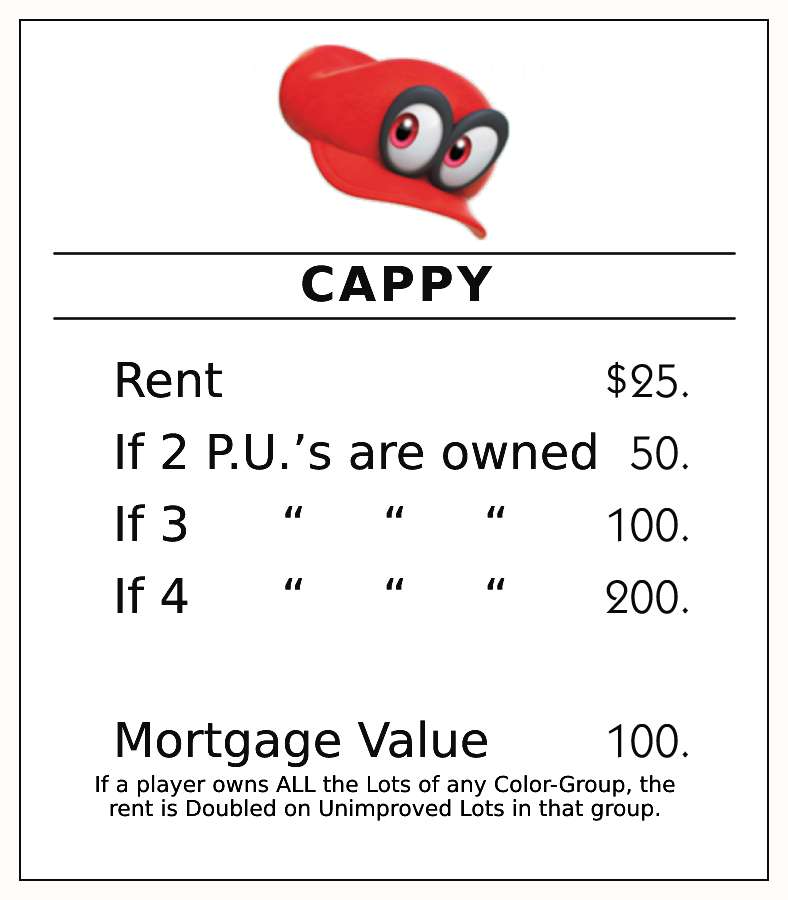 CAPPY
Rent $25.
If 2 P.U.’s are owned 50.
If 3 “ “ “ 100.
If 4 “ “ “ 200.
Mortgage Value 100.
If a player owns ALL the Lots of any Color-Group, the
rent is Doubled on Unimproved Lots in that group.